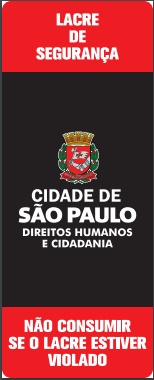 LACRE
DE
SEGURANÇA
CIDADE DE
SÃO PAULO
DIREITOS HUMANOS
E CIDADANIA
NÃO CONSUMIR
SE O LACRE ESTIVER
VIOLADO